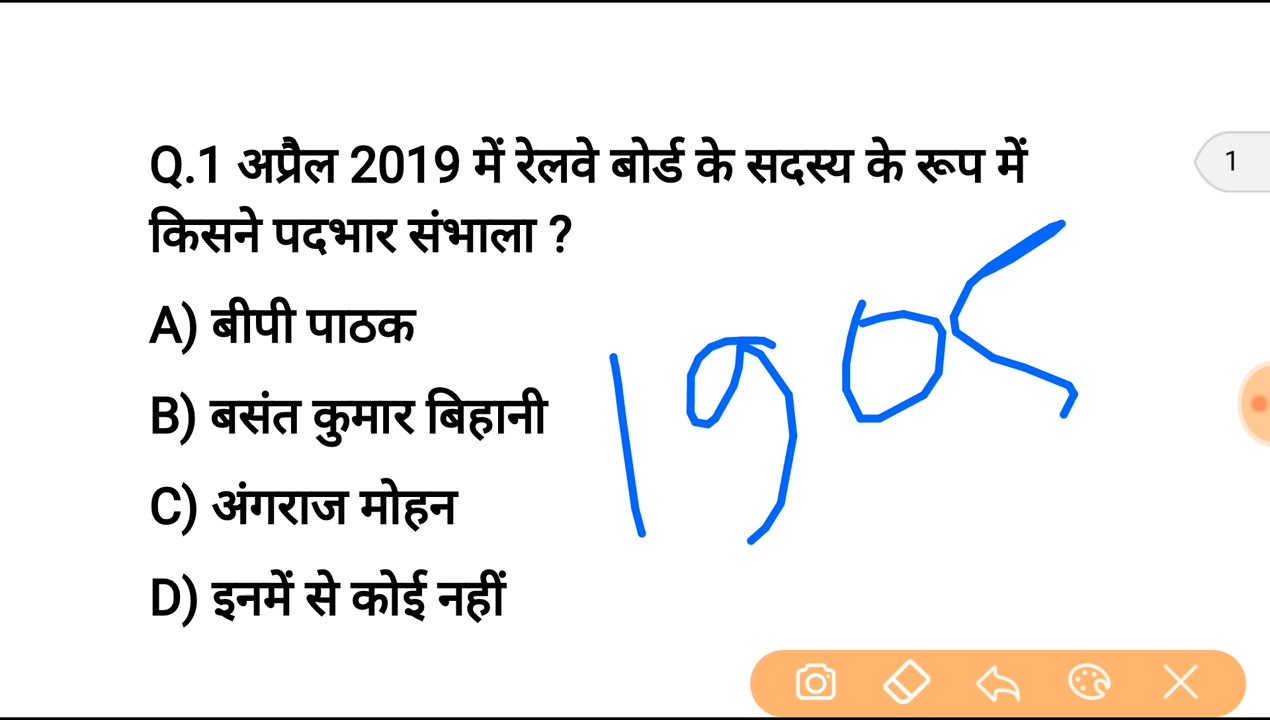 Q.1 अप्रैल 2019 में रेलवे बोर्ड के सदस्य के रूप में
किसने पदभार संभाला ?
A) बीपी पाठक
B) बसंत कुमार बिहानी
C) अंगराज मोहन
D) इनमें से कोई नहीं
1905
1